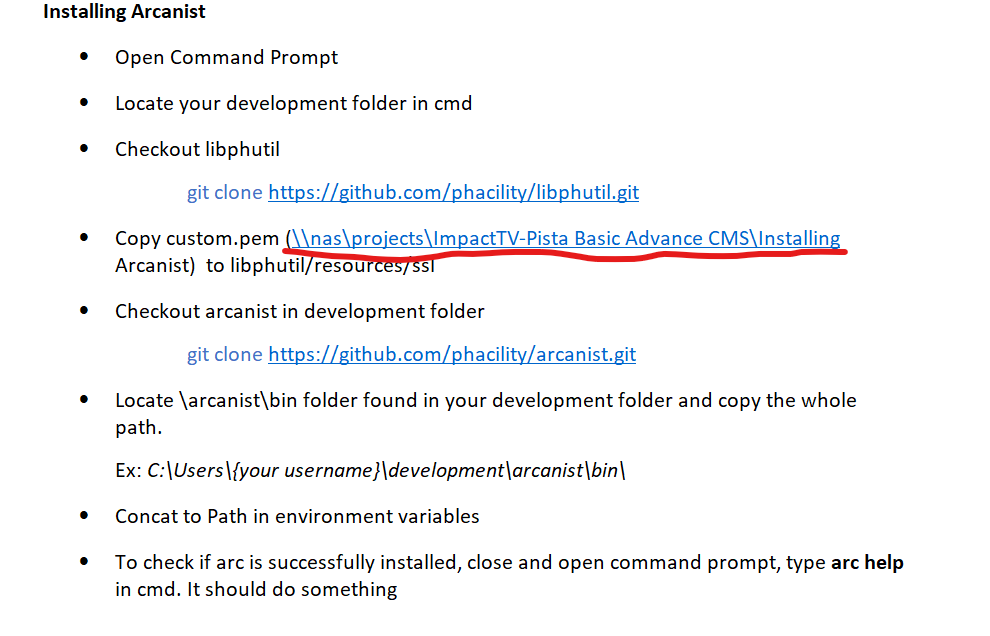 Installing Arcanist
• Open Command Prompt
• Locate your development folder in cmd
• Checkout libphutil
git clone https://github.com/phacility/libphutil.git
• Copy custom.pem (\\nas\projects\ImpactTV-Pista Basic Advance CMS\Installing
Arcanist)  to libphutil/resources/ssl
• Checkout arcanist in development folder
git clone https://github.com/phacility/arcanist.git
• Locate \arcanist\bin folder found in your development folder and copy the whole
path.
Ex: C:\Users\{your username}\development\arcanist\bin\
• Concat to Path in environment variables
• To check if arc is successfully installed, close and open command prompt, type arc help
in cmd. It should do something